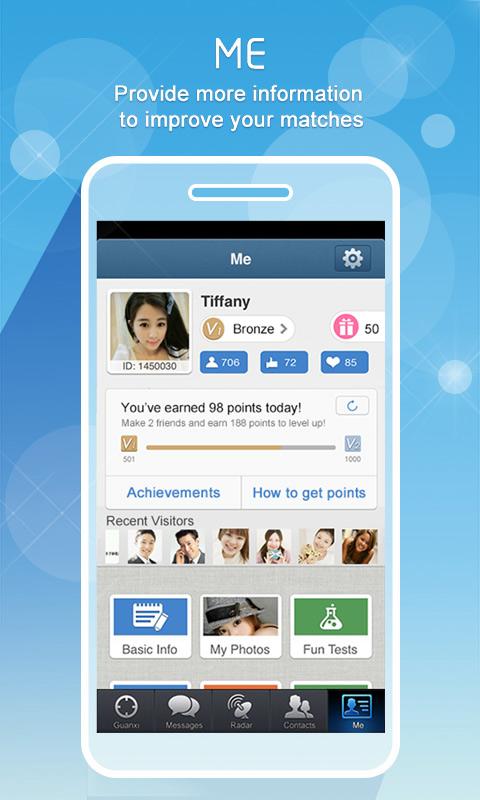 ME
Provide more information
to improve your matches
Me
Tiffany
V1 Bronze
50
ID: 1450030
706
72
85
You've earned 98 points today!
Make 2 friends and earn 188 points to level up!
V1
501
1000
Achievements
How to get points
Recent Visitors
Basic Info
My Photos
Fun Tests
Guanxi
Messages
Radar
Contacts
Me